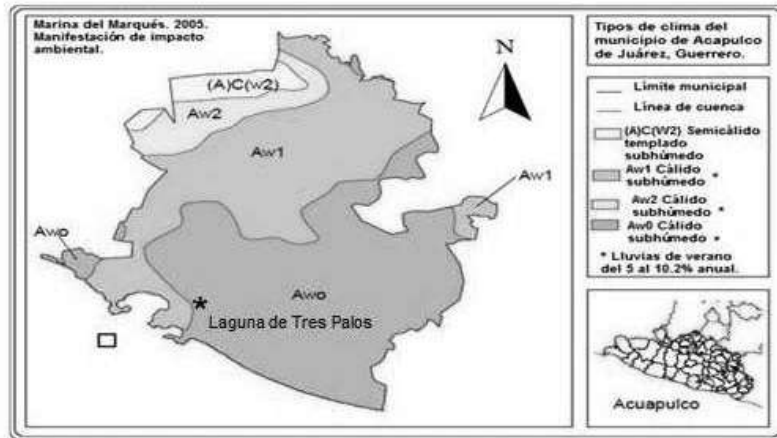 Marina del Marqués. 2005.
Manifestación de impacto
ambiental.
N
(A)C(w2)
Aw2
Aw1
Aw1
Awo
Awo
Laguna de Tres Palos
Tipos de clima del
municipio de Acapulco
de Juárez, Guerrero.
Límite municipal
Línea de cuenca
(A)C(W2) Semicálido
templado
subhúmedo
Aw1 Cálido
subhúmedo *
Aw2 Cálido
subhúmedo *
Aw0 Cálido
subhúmedo *
* Lluvias de verano
del 5 al 10.2% anual.
Acuapulco